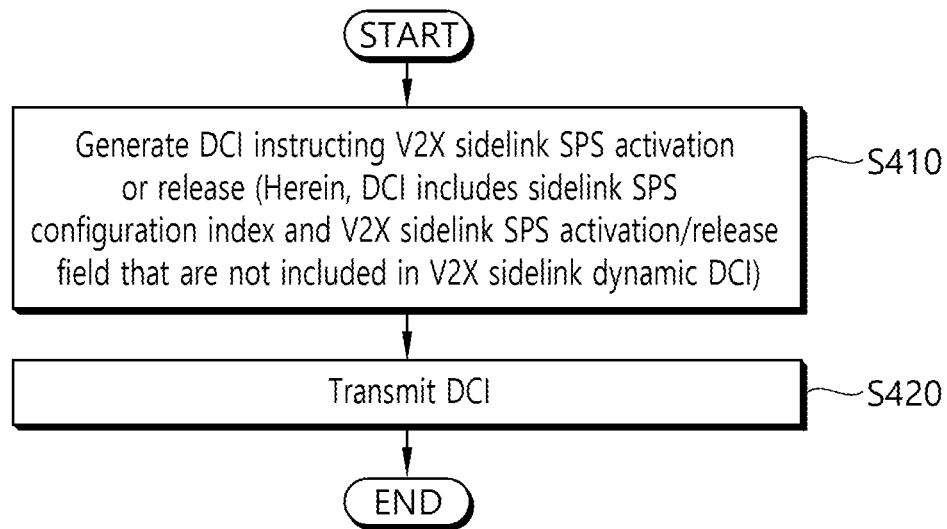 START
Generate DCI instructing V2X sidelink SPS activation
or release (Herein, DCI includes sidelink SPS
configuration index and V2X sidelink SPS activation/release
field that are not included in V2X sidelink dynamic DCI)
S410
Transmit DCI
S420
END